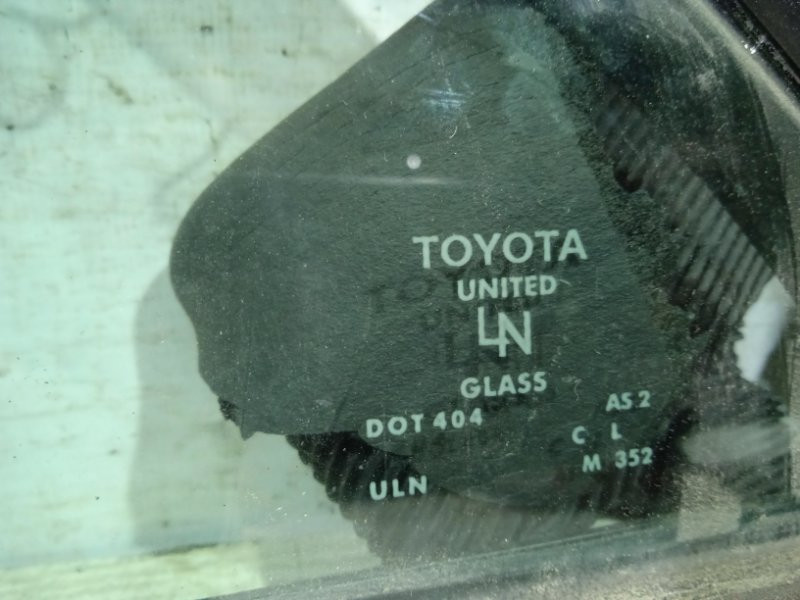 TOYOTA
UNITED
LN
GLASS
DOT 404 AS 2
C L
ULN M 352